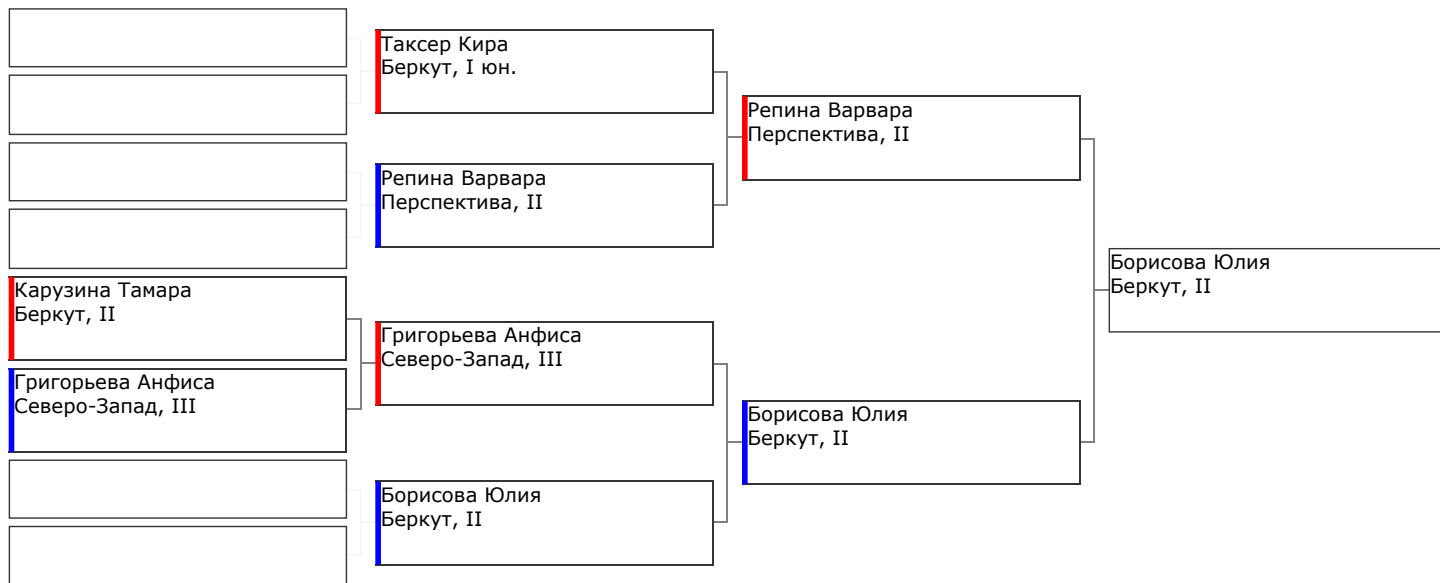 Карузина Тамара
Беркут, II
Григорьева Анфиса
Северо-Запад, III
Таксер Кира
Беркут, I юн.
Репина Варвара
Перспектива, II
Григорьева Анфиса
Северо-Запад, III
Борисова Юлия
Беркут, II
Репина Варвара
Перспектива, II
Борисова Юлия
Беркут, II
Борисова Юлия
Беркут, II